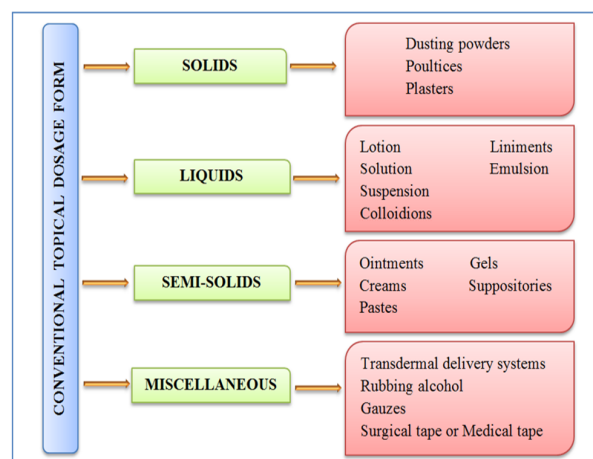 CONVENTIONAL TOPICAL DOSAGE FORM
SOLIDS
Dusting powders
Poultices
Plasters
LIQUIDS
Lotion Liniments
Solution Emulsion
Suspension
Colloidions
SEMI-SOLIDS
Ointments Gels
Creams Suppositories
Pastes
MISCELLANEOUS
Transdermal delivery systems
Rubbing alcohol
Gauzes
Surgical tape or Medical tape